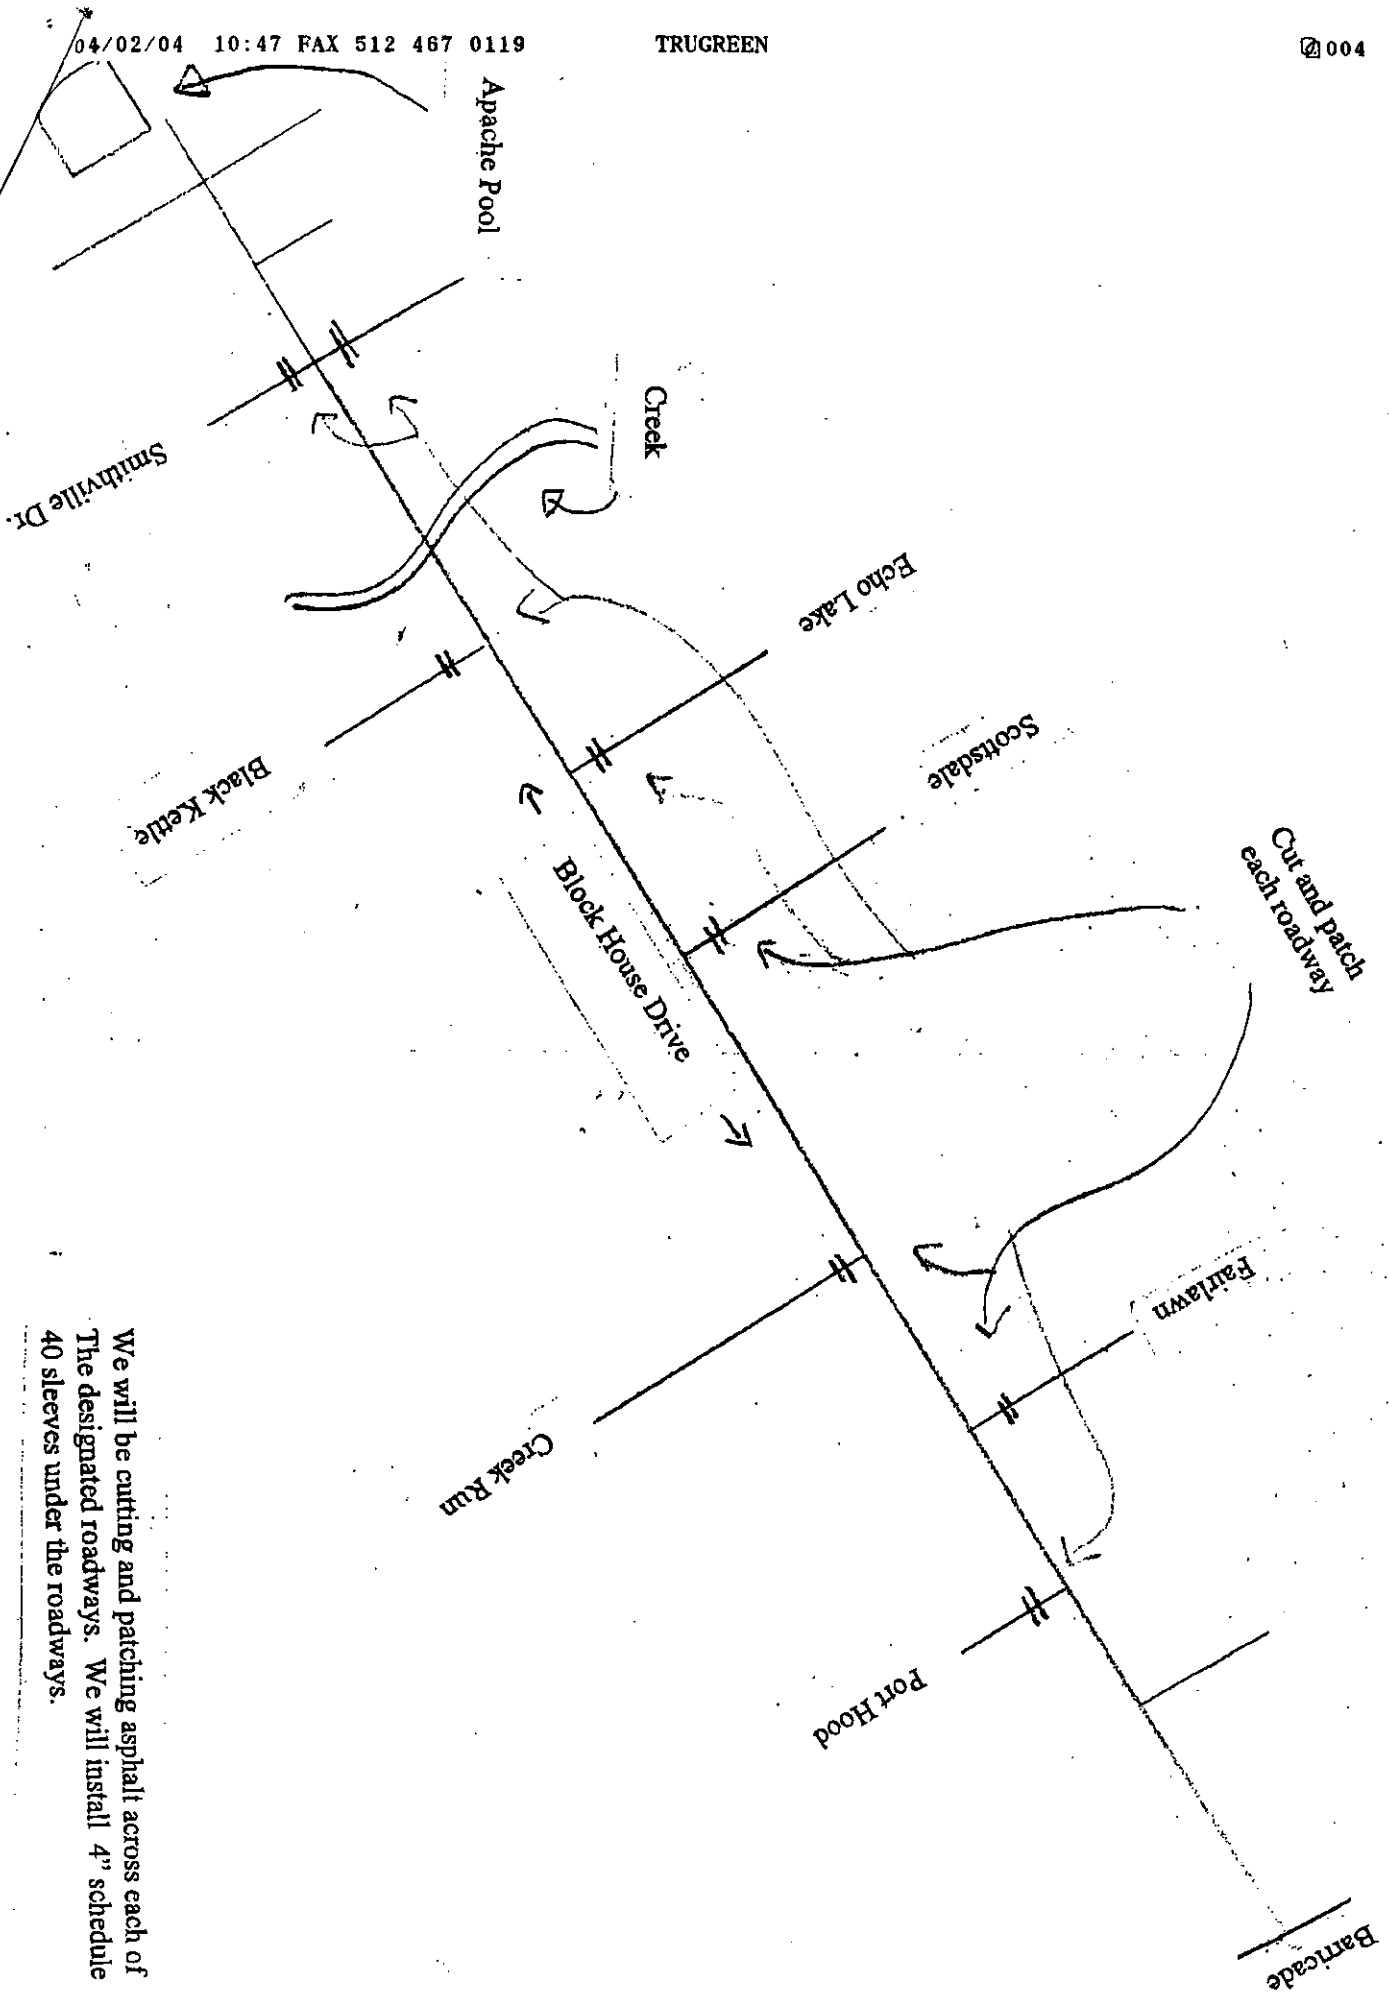 04/02/04 10:47 FAX 512 467 0119 TRUGREEN 004
Apache Pool
Creek
Smithville Dr.
Echo Lake
Scottsdale
Black Kettle
Block House Drive
Cut and patch
each roadway
Fairlawn
Creek Run
Port Hood
Barricade
We will be cutting and patching asphalt across each of
The designated roadways. We will install 4" schedule
40 sleeves under the roadways.